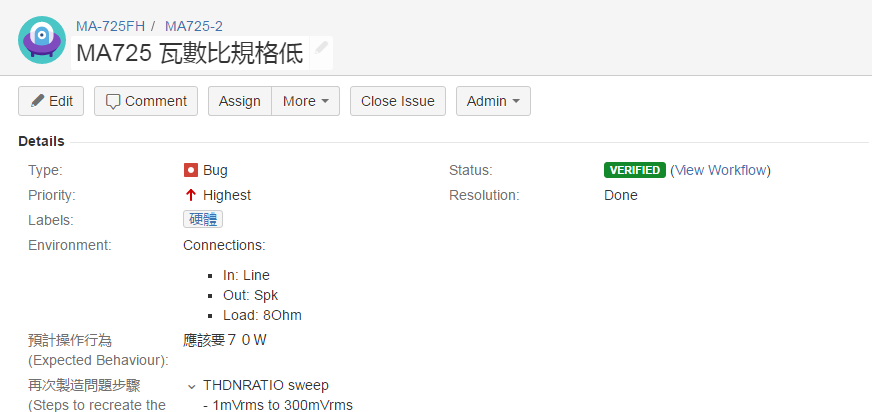 MA-725FH / MA725-2
MA725 瓦數比規格低
Edit Comment Assign More Close Issue Admin
Details
Type: Bug Status: VERIFIED (View Workflow)
Priority: Highest Resolution: Done
Labels: 硬體
Environment: Connections:
In: Line
Out: Spk
Load: 8Ohm
預計操作行為 應該要７０W
(Expected Behaviour):
再次製造問題步驟 THDNRATIO sweep
(Steps to recreate the - 1mVrms to 300mVrms